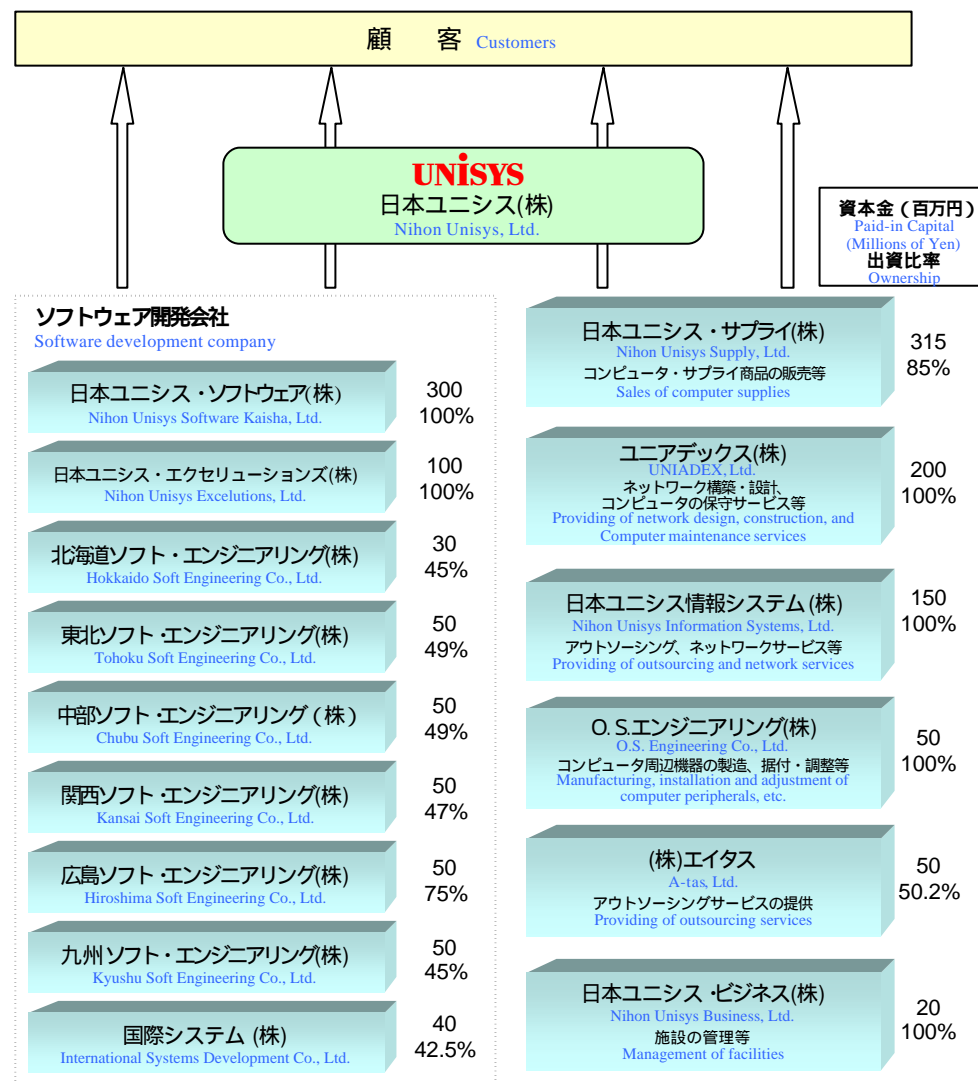 顧 客 Customers
UNISYS
日本ユニシス(株)
Nihon Unisys, Ltd.
資本金（百万円）
Paid-in Capital
(Millions of Yen)
出資比率
Ownership
ソフトウェア開発会社
Software development company
日本ユニシス・ソフトウェア(株)
Nihon Unisys Software Kaisha, Ltd.
300
100%
日本ユニシス・エクセリューションズ(株)
Nihon Unisys Excelutions, Ltd.
100
100%
北海道ソフト・エンジニアリング(株)
Hokkaido Soft Engineering Co., Ltd.
30
45%
東北ソフト・エンジニアリング(株)
Tohoku Soft Engineering Co., Ltd.
50
49%
中部ソフト・エンジニアリング（株）
Chubu Soft Engineering Co., Ltd.
50
49%
関西ソフト・エンジニアリング(株)
Kansai Soft Engineering Co., Ltd.
50
47%
広島ソフト・エンジニアリング(株)
Hiroshima Soft Engineering Co., Ltd.
50
75%
九州ソフト・エンジニアリング(株)
Kyushu Soft Engineering Co., Ltd.
50
45%
国際システム (株)
International Systems Development Co., Ltd.
40
42.5%
日本ユニシス・サプライ(株)
Nihon Unisys Supply, Ltd.
コンピュータ・サプライ商品の販売等
Sales of computer supplies
315
85%
ユニアデックス(株)
UNIADEX, Ltd.
ネットワーク構築・設計、
コンピュータの保守サービス等
Providing of network design, construction, and
Computer maintenance services
200
100%
日本ユニシス情報システム(株)
Nihon Unisys Information Systems, Ltd.
アウトソーシング、ネットワークサービス等
Providing of outsourcing and network services
150
100%
O.S.エンジニアリング(株)
O.S. Engineering Co., Ltd.
コンピュータ周辺機器の製造、据付・調整等
Manufacturing, installation and adjustment of
computer peripherals, etc.
50
100%
(株)エイタス
A-tas, Ltd.
アウトソーシングサービスの提供
Providing of outsourcing services
50
50.2%
日本ユニシス・ビジネス(株)
Nihon Unisys Business, Ltd.
施設の管理等
Management of facilities
20
100%